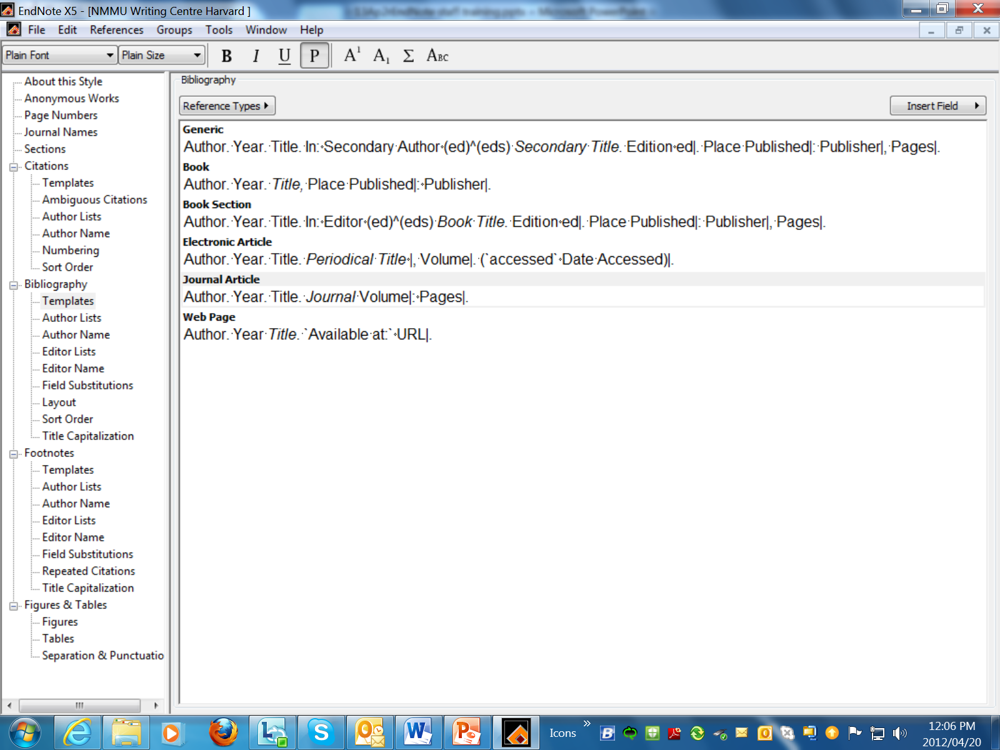 EndNote X5 - [NMMU Writing Centre Harvard ]
File Edit References Groups Tools Window Help
Plain Font Plain Size B I U P A1 A1 Σ ABC
About this Style
Anonymous Works
Page Numbers
Journal Names
Sections
Citations
Templates
Ambiguous Citations
Author Lists
Author Name
Numbering
Sort Order
Bibliography
Templates
Author Lists
Author Name
Editor Lists
Editor Name
Field Substitutions
Layout
Sort Order
Title Capitalization
Footnotes
Templates
Author Lists
Author Name
Editor Lists
Editor Name
Field Substitutions
Repeated Citations
Title Capitalization
Figures & Tables
Figures
Tables
Separation & Punctuatio
Bibliography
Reference Types Insert Field
Generic
Author.·Year.·Title.·In:⋄Secondary·Author⋄(ed)^(eds)·Secondary·Title.·Edition⋄ed|.·Place·Published|:·Publisher|,·Pages|.
Book
Author.·Year.·Title,·Place·Published|:⋄Publisher|.
Book Section
Author.·Year.·Title.·In:⋄Editor⋄(ed)^(eds)·Book·Title.·Edition⋄ed|.·Place·Published|:·Publisher|,·Pages|.
Electronic Article
Author.·Year.·Title.·Periodical·Title⋄|,·Volume|.·(`accessed`⋄Date·Accessed)|.
Journal Article
Author.·Year.·Title.·Journal·Volume|:⋄Pages|.
Web Page
Author.·Year·Title.·`Available·at:`⋄URL|.
Icons »
12:06 PM
2012/04/20